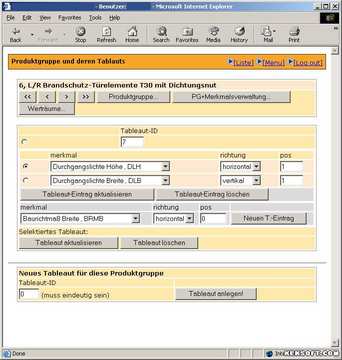 - Benutzer: - Microsoft Internet Explorer
File Edit View Favorites Tools Help
Back Forward Stop Refresh Home Search Favorites Media History Mail Print
Produktgruppe und deren Tablauts [Liste] [Menu] [Log out]
6, L/R Brandschutz-Türelemente T30 mit Dichtungsnut
<< < > >> Produktgruppe... PG+Merkmalsverwaltung...
Werträume...
Tableaut-ID
7
merkmal richtung pos
Durchgangslichte Höhe , DLH horizontal 1
Durchgangslichte Breite , DLB vertikal 1
Tableaut-Eintrag aktualisieren Tableaut-Eintrag löschen
merkmal richtung pos
Baurichtmaß Breite , BRMB horizontal 0 Neuen T.-Eintrag
Selektiertes Tableaut:
Tableaut aktualisieren Tableaut löschen
Neues Tableaut für diese Produktgruppe
Tableaut-ID
0 (muss eindeutig sein) Tableaut anlegen!
Done